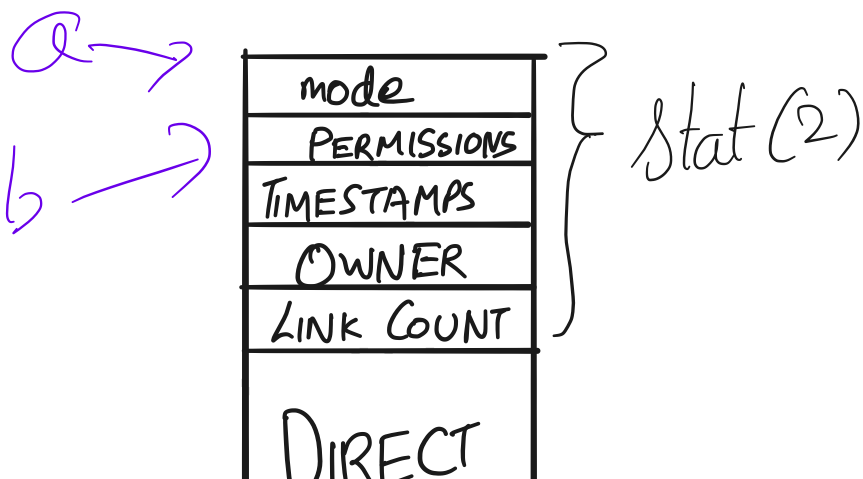 a
mode
PERMISSIONS
stat (2)
b
TIMESTAMPS
OWNER
LINK COUNT
DIRECT